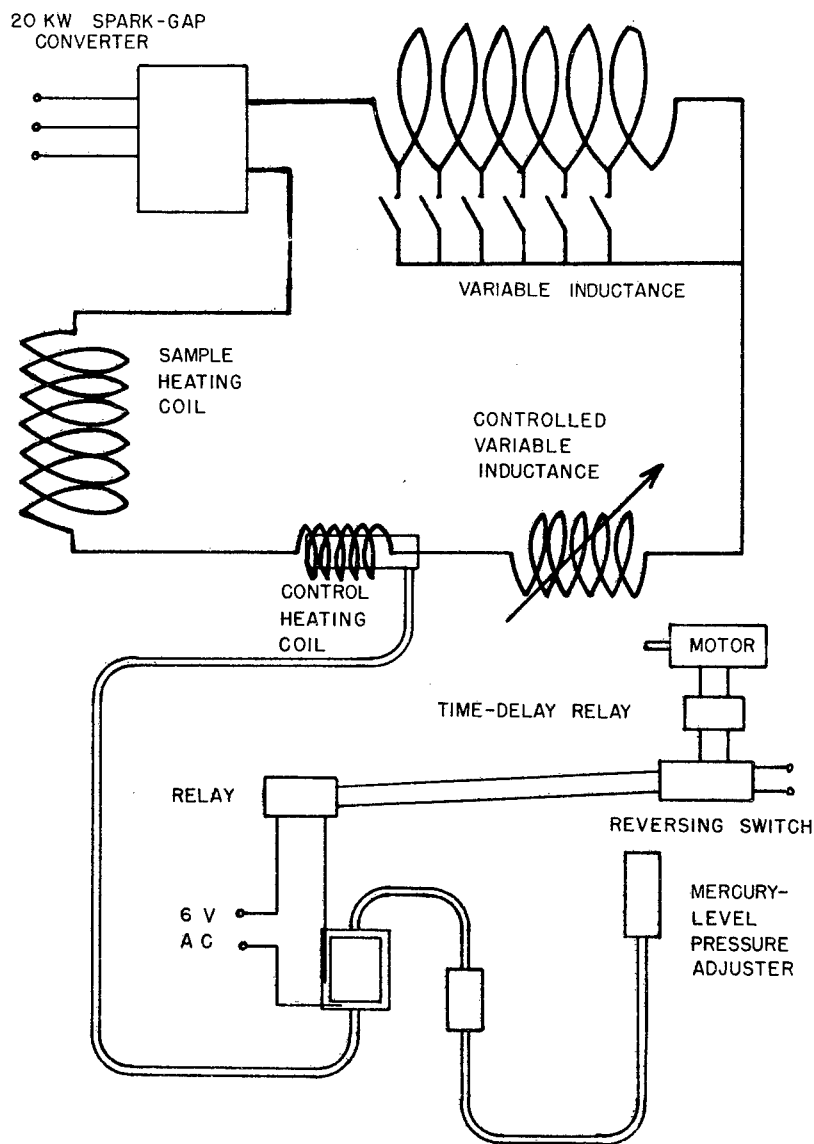 20 KW SPARK-GAP
CONVERTER
VARIABLE INDUCTANCE
SAMPLE
HEATING
COIL
CONTROLLED
VARIABLE
INDUCTANCE
CONTROL
HEATING
COIL
MOTOR
TIME-DELAY RELAY
RELAY
REVERSING SWITCH
6 V
A C
MERCURY-
LEVEL
PRESSURE
ADJUSTER